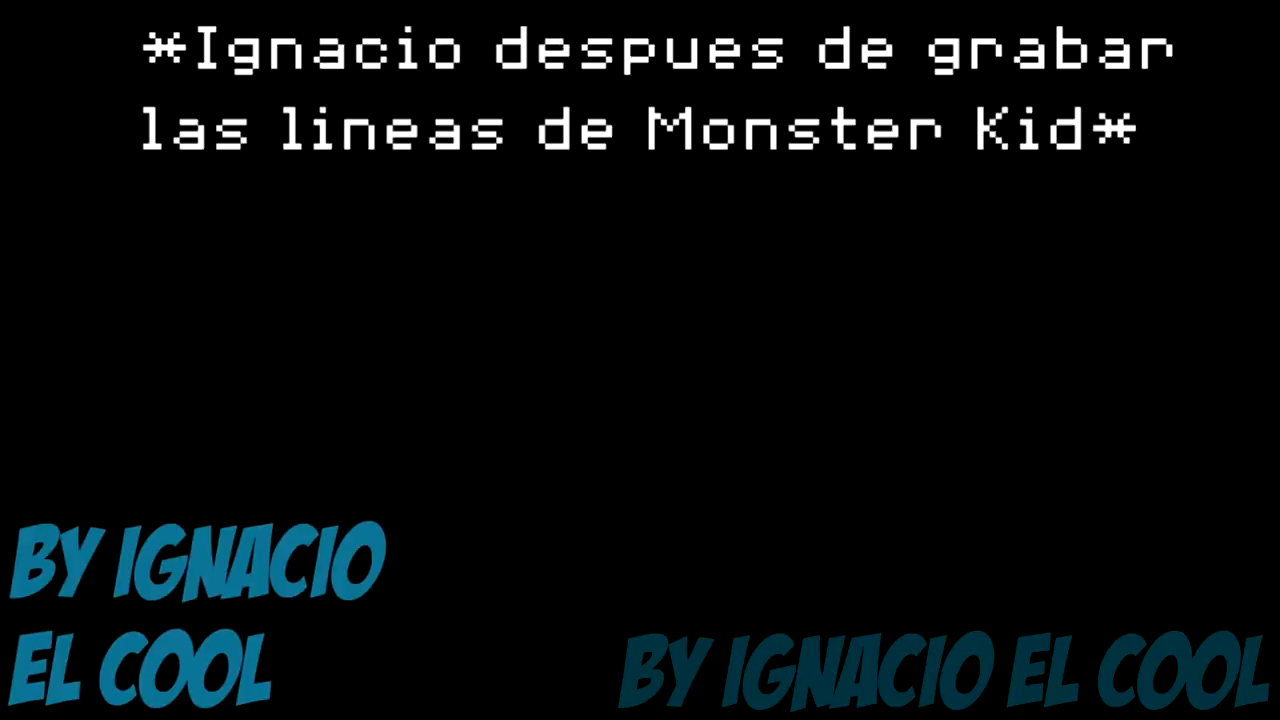 *Ignacio despues de grabar
las lineas de Monster Kid*
BY IGNACIO
EL COOL
BY IGNACIO EL COOL